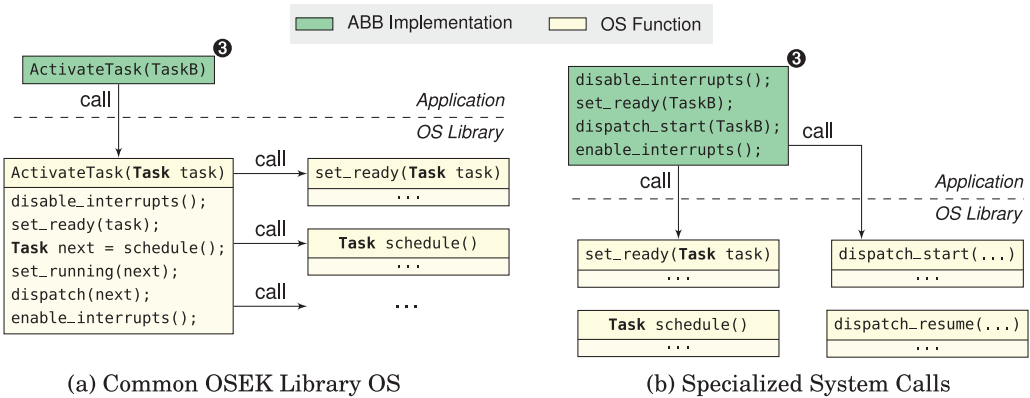 ABB Implementation
OS Function
❸
ActivateTask(TaskB)
call
Application
OS Library
ActivateTask(Task task)
disable_interrupts();
set_ready(task);
Task next = schedule();
set_running(next);
dispatch(next);
enable_interrupts();
call
set_ready(Task task)
...
call
Task schedule()
...
call
...
(a) Common OSEK Library OS
❸
disable_interrupts();
set_ready(TaskB);
dispatch_start(TaskB);
enable_interrupts();
call
call
Application
OS Library
set_ready(Task task)
...
dispatch_start(...)
...
Task schedule()
...
dispatch_resume(...)
...
(b) Specialized System Calls